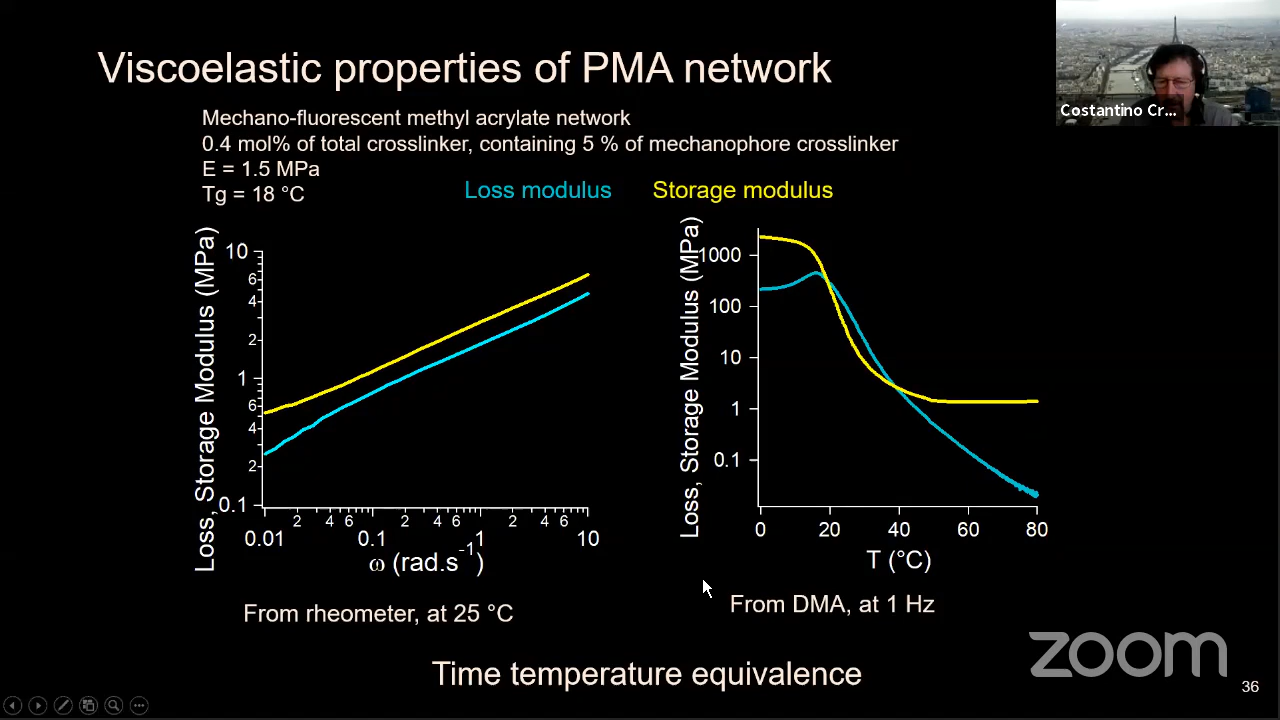 Viscoelastic properties of PMA network
Costantino Cr...
Mechano-fluorescent methyl acrylate network
0.4 mol% of total crosslinker, containing 5 % of mechanophore crosslinker
E = 1.5 MPa
Tg = 18 °C
Loss modulus
Storage modulus
Loss, Storage Modulus (MPa)
10
6
4
2
1
6
4
2
0.1
0.01
2
4
6
0.1
2
4
6
1
2
4
6
10
ω (rad.s-1)
From rheometer, at 25 °C
Loss, Storage Modulus (MPa)
1000
100
10
1
0.1
0
20
40
60
80
T (°C)
From DMA, at 1 Hz
Time temperature equivalence
zoom
36